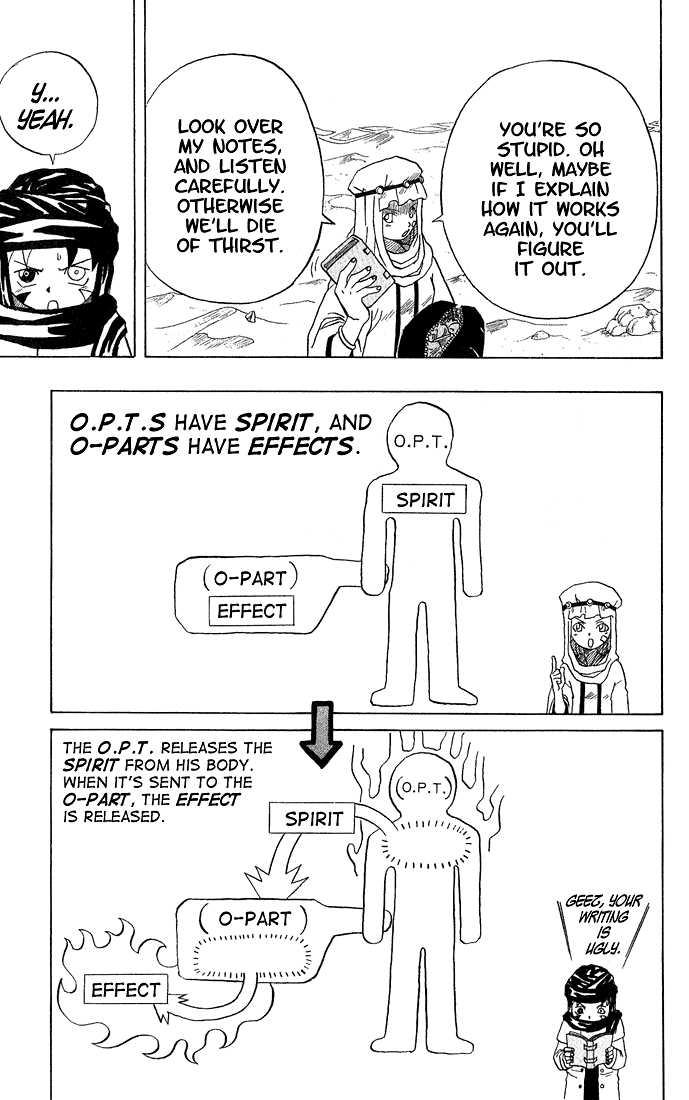 YOU'RE SO
STUPID. OH
WELL, MAYBE
IF I EXPLAIN
HOW IT WORKS
AGAIN, YOU'LL
FIGURE
IT OUT.
LOOK OVER
MY NOTES,
AND LISTEN
CAREFULLY.
OTHERWISE
WE'LL DIE
OF THIRST.
Y...
YEAH.
O.P.T.S HAVE SPIRIT, AND
O-PARTS HAVE EFFECTS.
O.P.T.
SPIRIT
(O-PART)
EFFECT
THE O.P.T. RELEASES THE
SPIRIT FROM HIS BODY.
WHEN IT'S SENT TO THE
O-PART, THE EFFECT
IS RELEASED.
(O.P.T.)
SPIRIT
(O-PART)
EFFECT
GEEZ, YOUR
WRITING
IS
UGLY.